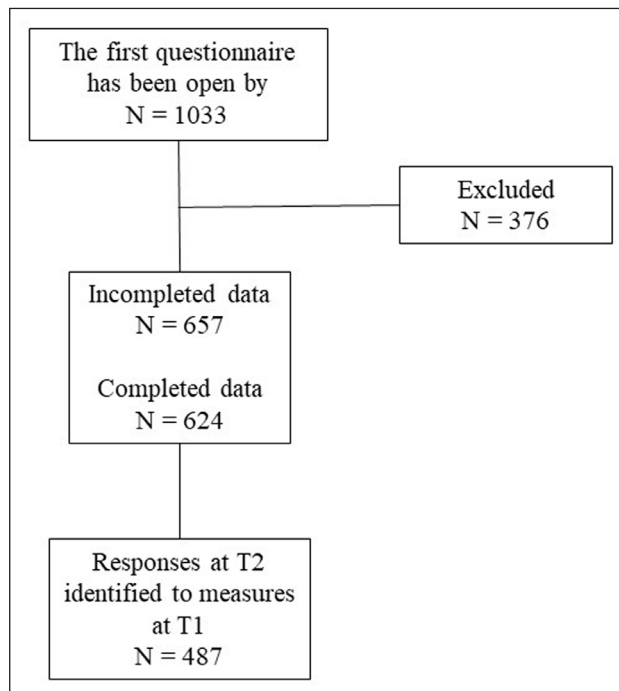 The first questionnaire
has been open by
N = 1033
Excluded
N = 376
Incompleted data
N = 657
Completed data
N = 624
Responses at T2
identified to measures
at T1
N = 487